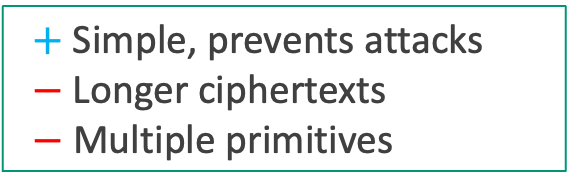 + Simple, prevents attacks
− Longer ciphertexts
− Multiple primitives